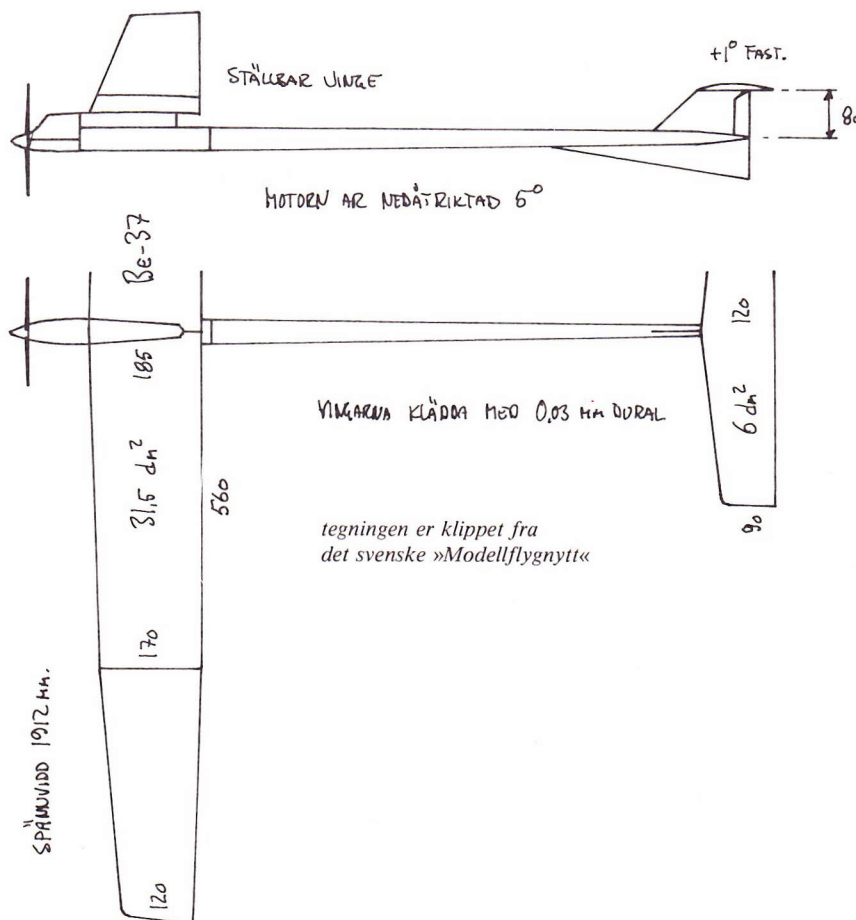 STÄLLBAR VINGE
+1° FAST.
80
MOTORN AR NEDÅTRIKTAD 5°
BE-37
185
120
VINGARNA KLÄDDA MED 0,03 MM DURAL
31,5 dm²
6 dm²
560
90
tegningen er klippet fra
det svenske »Modellflygnytt«
170
SPÄNNVIDD 1912 MM.
120